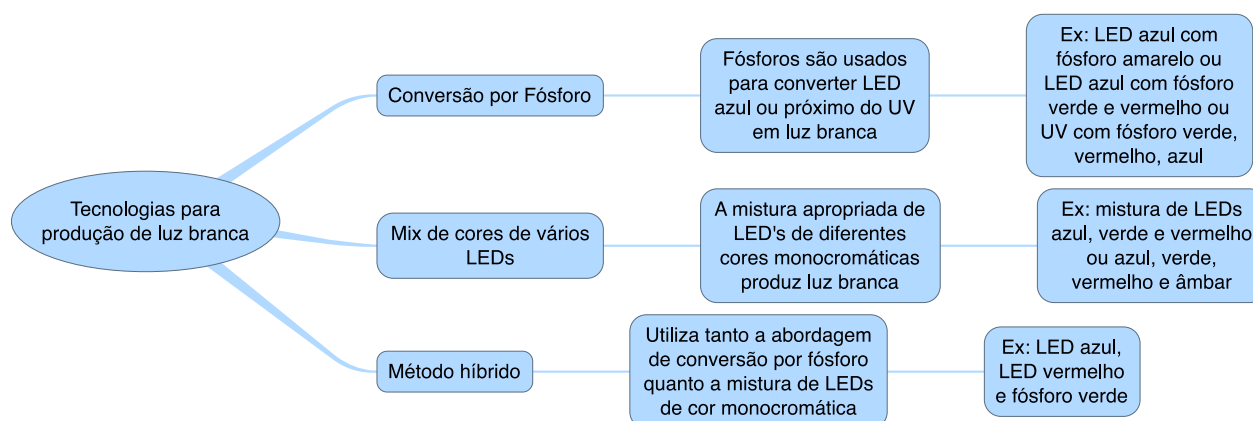 Tecnologias para
produção de luz branca
Conversão por Fósforo
Fósforos são usados
para converter LED
azul ou próximo do UV
em luz branca
Ex: LED azul com
fósforo amarelo ou
LED azul com fósforo
verde e vermelho ou
UV com fósforo verde,
vermelho, azul
Mix de cores de vários
LEDs
A mistura apropriada de
LED's de diferentes
cores monocromáticas
produz luz branca
Ex: mistura de LEDs
azul, verde e vermelho
ou azul, verde,
vermelho e âmbar
Método híbrido
Utiliza tanto a abordagem
de conversão por fósforo
quanto a mistura de LEDs
de cor monocromática
Ex: LED azul,
LED vermelho
e fósforo verde